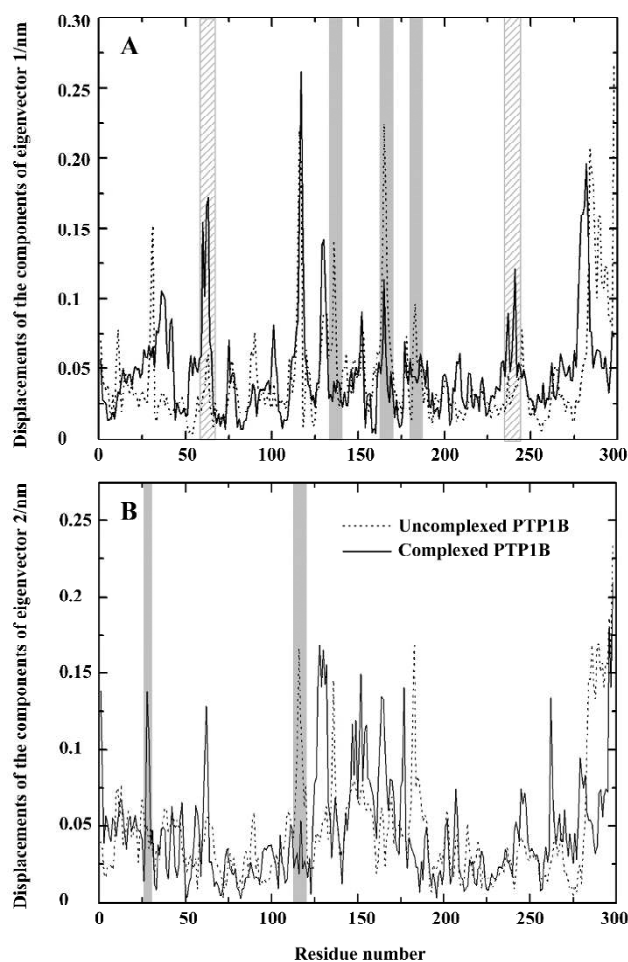 Displacements of the components of eigenvector 1/nm
A
0.30
0.25
0.20
0.15
0.10
0.05
0
0 50 100 150 200 250 300
Displacements of the components of eigenvector 2/nm
B
Uncomplexed PTP1B
Complexed PTP1B
0.25
0.2
0.15
0.1
0.05
0
0 50 100 150 200 250 300
Residue number